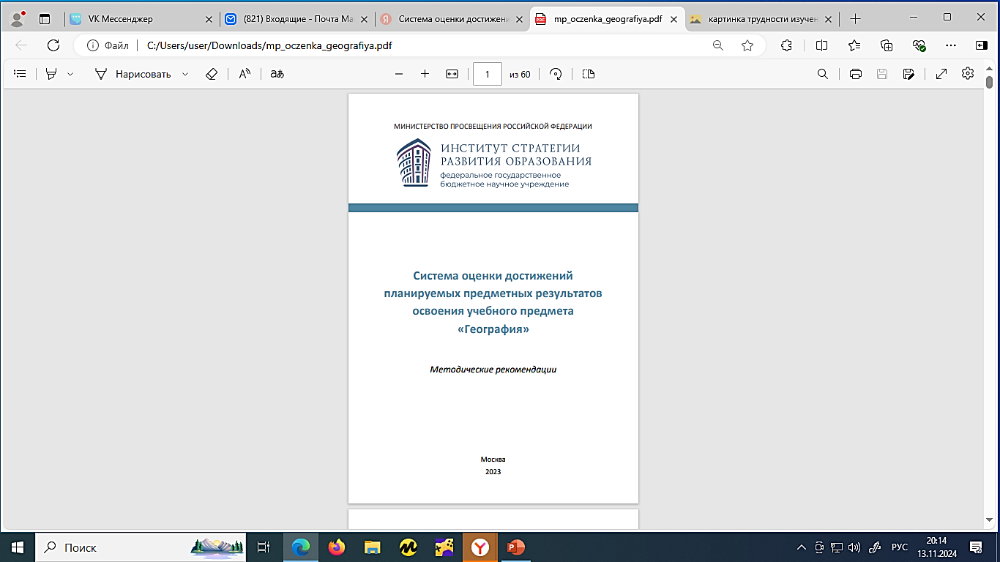 VK Мессенджер
(821) Входящие - Почта Ма
Система оценки достижени
mp_oczenka_geografiya.pdf
картинка трудности изучен
Файл
C:/Users/user/Downloads/mp_oczenka_geografiya.pdf
Нарисовать
1
из 60
МИНИСТЕРСТВО ПРОСВЕЩЕНИЯ РОССИЙСКОЙ ФЕДЕРАЦИИ
ИНСТИТУТ СТРАТЕГИИ
РАЗВИТИЯ ОБРАЗОВАНИЯ
федеральное государственное
бюджетное научное учреждение
Система оценки достижений
планируемых предметных результатов
освоения учебного предмета
«География»
Методические рекомендации
Москва
2023
Поиск
РУС
20:14
13.11.2024